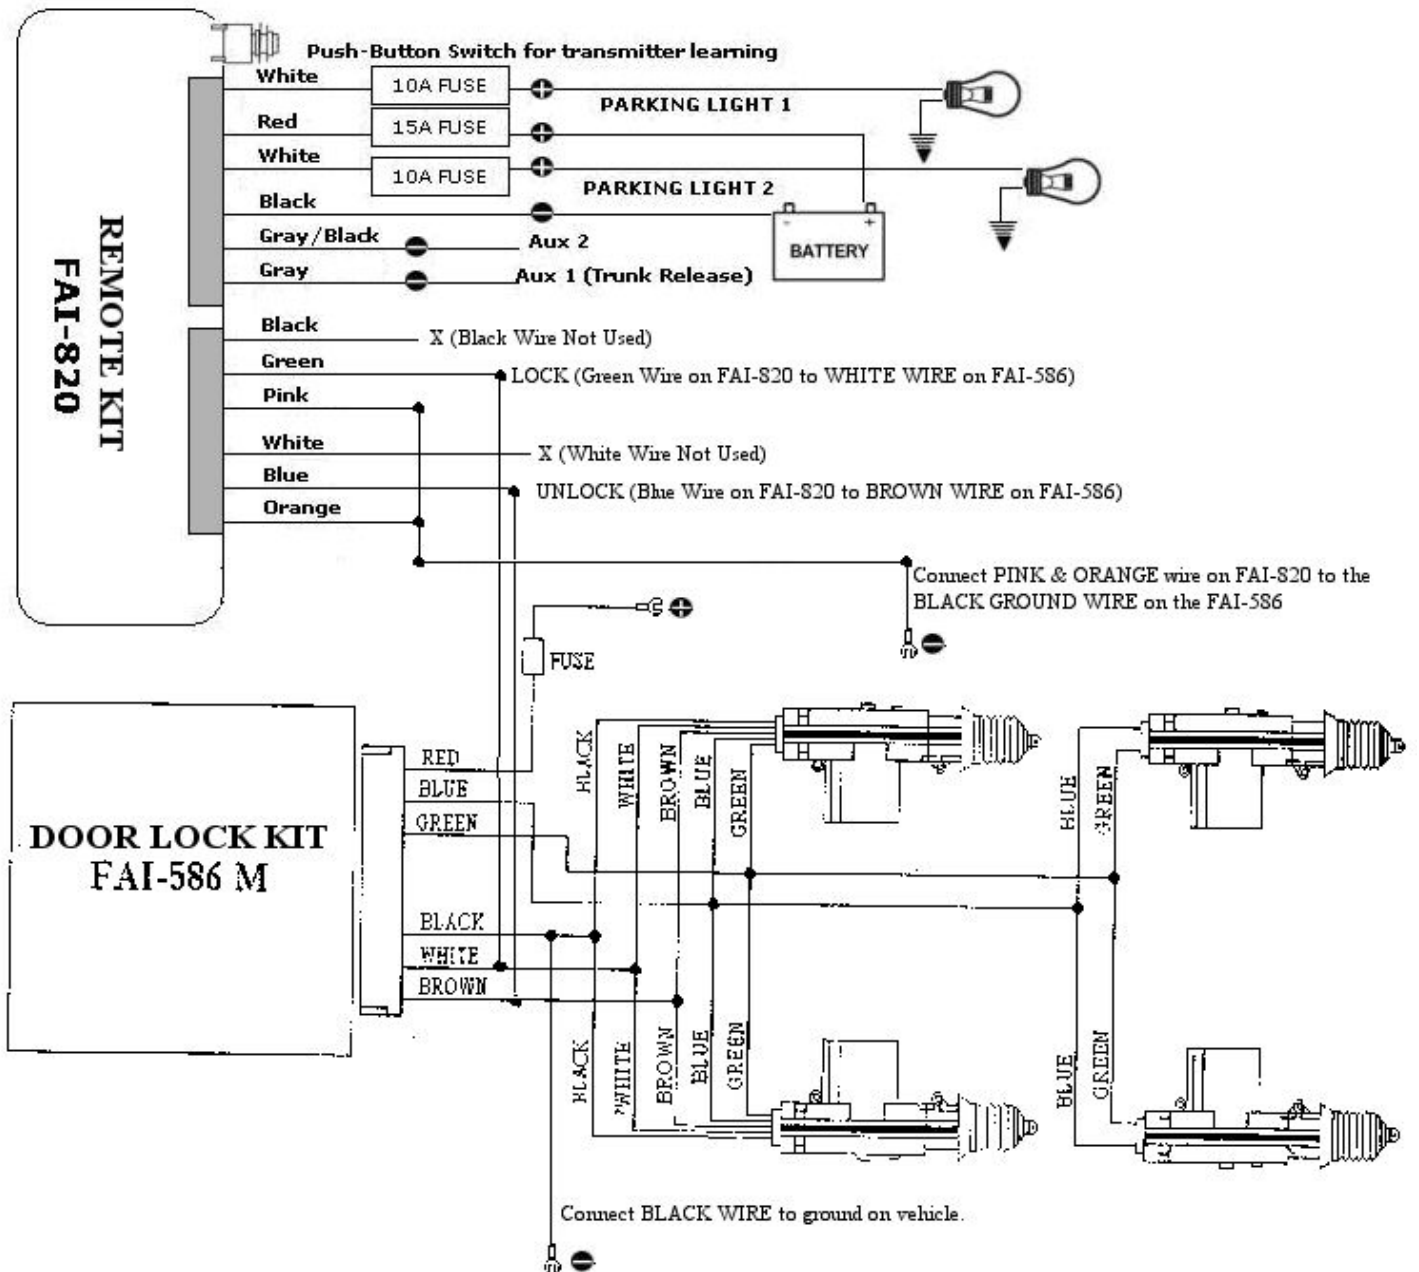 Push-Button Switch for transmitter learning
White
10A FUSE
PARKING LIGHT 1
Red
15A FUSE
White
10A FUSE
PARKING LIGHT 2
Black
- +
BATTERY
Gray/Black
Aux 2
Gray
Aux 1 (Trunk Release)
REMOTE KIT
FAI-820
Black
X (Black Wire Not Used)
Green
LOCK (Green Wire on FAI-820 to WHITE WIRE on FAI-586)
Pink
White
X (White Wire Not Used)
Blue
UNLOCK (Blue Wire on FAI-820 to BROWN WIRE on FAI-586)
Orange
Connect PINK & ORANGE wire on FAI-820 to the
BLACK GROUND WIRE on the FAI-586
FUSE
DOOR LOCK KIT
FAI-586 M
RED
BLUE
GREEN
BLACK
WHITE
BROWN
BLACK
WHITE
BROWN
BLUE
GREEN
BLUE
GREEN
BLACK
WHITE
BROWN
BLUE
GREEN
BLUE
GREEN
Connect BLACK WIRE to ground on vehicle.